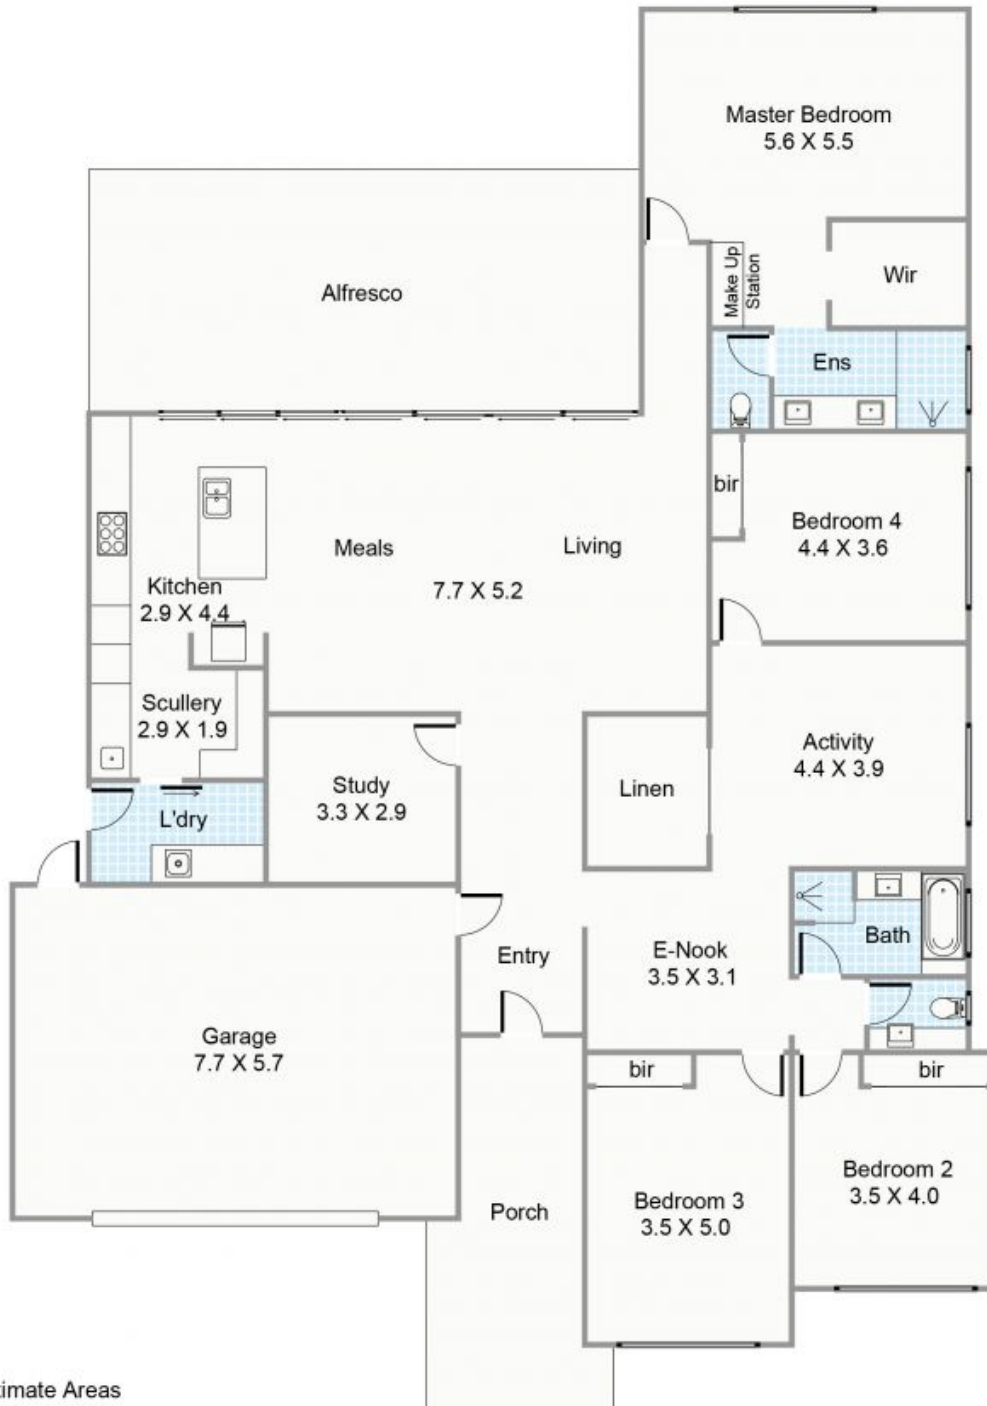 Master Bedroom
5.6 X 5.5
Wir
Make Up
Station
Alfresco
Ens
bir
Bedroom 4
4.4 X 3.6
Meals
Living
7.7 X 5.2
Kitchen
2.9 X 4.4
Scullery
2.9 X 1.9
Study
3.3 X 2.9
Linen
Activity
4.4 X 3.9
L'dry
Entry
E-Nook
3.5 X 3.1
Bath
Garage
7.7 X 5.7
bir
bir
Porch
Bedroom 3
3.5 X 5.0
Bedroom 2
3.5 X 4.0
Areas